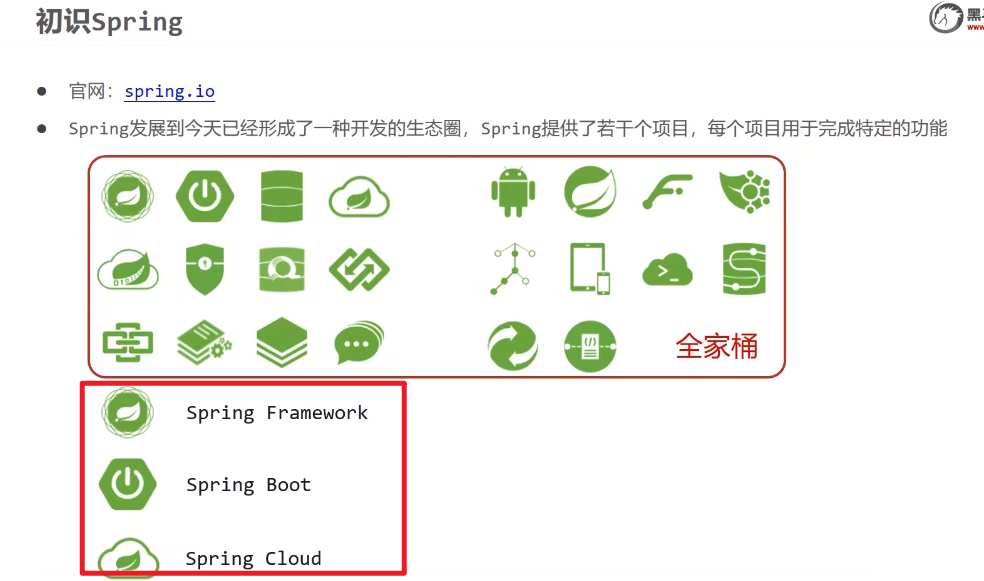 初识Spring
黑
www
官网：spring.io
Spring发展到今天已经形成了一种开发的生态圈，Spring提供了若干个项目，每个项目用于完成特定的功能
全家桶
Spring Framework
Spring Boot
Spring Cloud